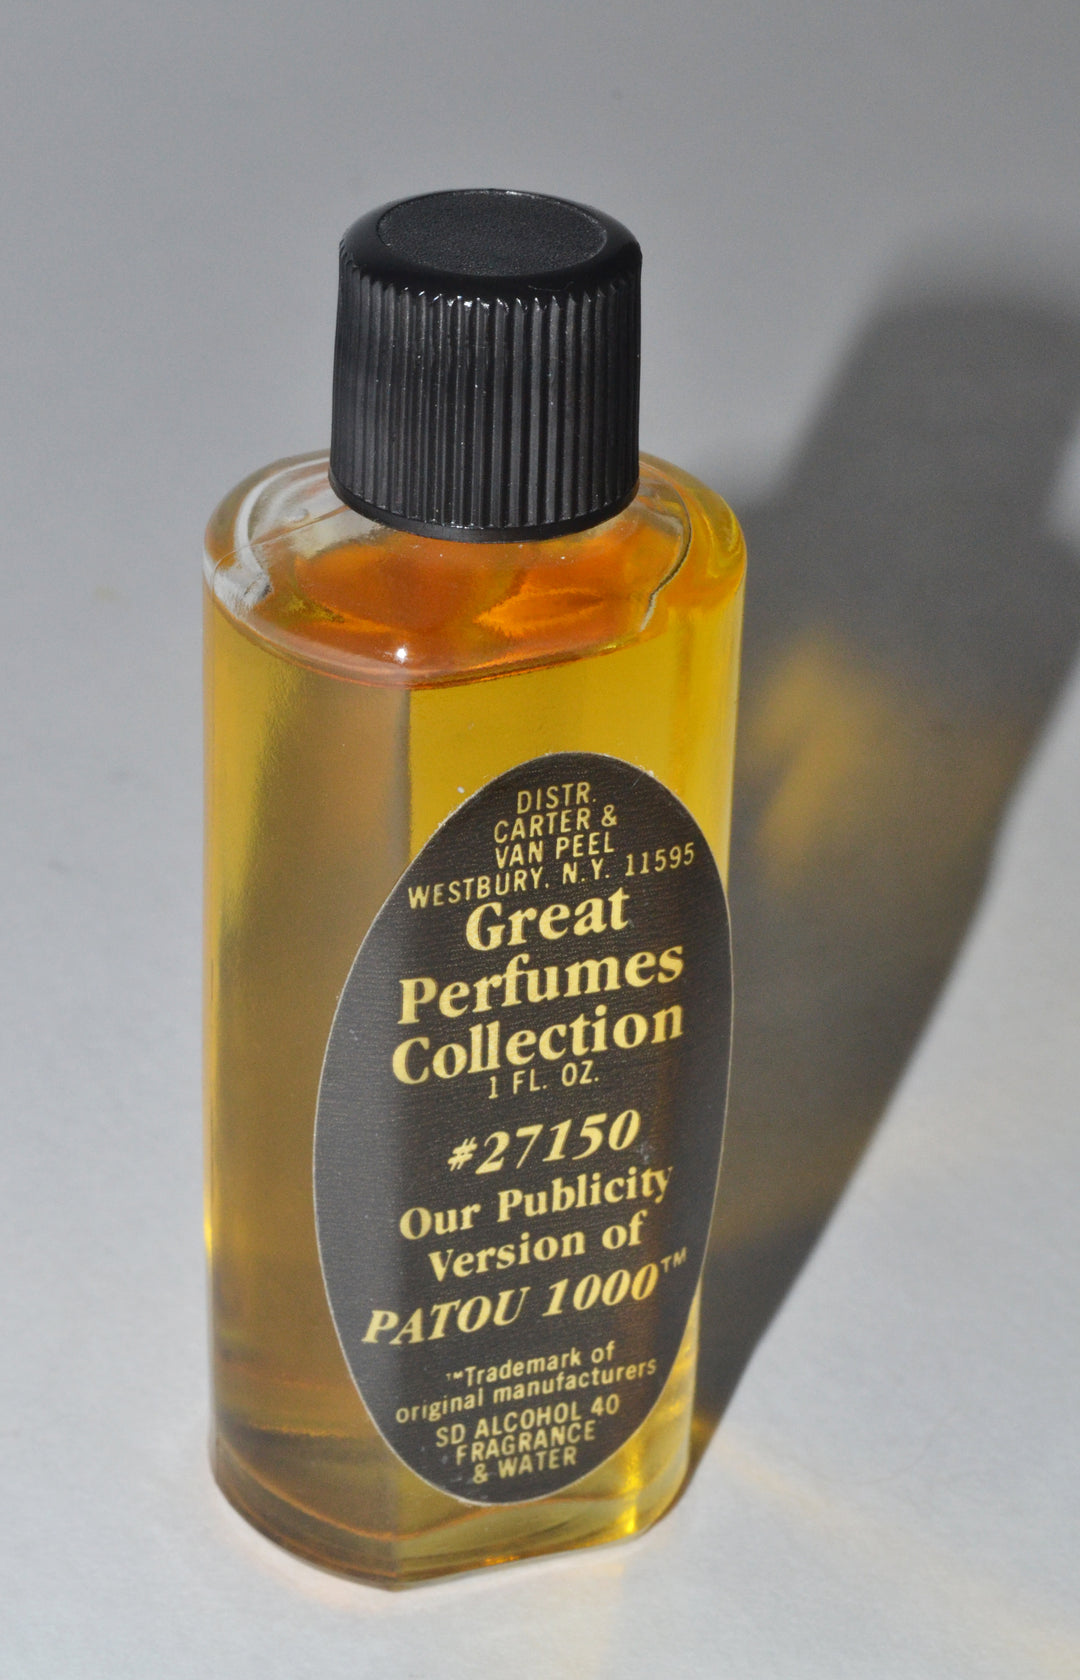 DISTR.
CARTER &
VAN PEEL
WESTBURY, N.Y. 11595
Great
Perfumes
Collection
1 FL. OZ.
#27150
Our Publicity
Version of
PATOU 1000™
™Trademark of
original manufacturers
SD ALCOHOL 40
FRAGRANCE
& WATER